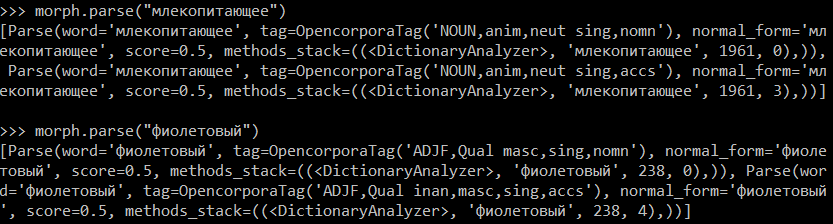 >>> morph.parse("млекопитающее")
[Parse(word='млекопитающее', tag=OpencorporaTag('NOUN,anim,neut sing,nomn'), normal_form='мл
екопитающее', score=0.5, methods_stack=((<DictionaryAnalyzer>, 'млекопитающее', 1961, 0),)),
 Parse(word='млекопитающее', tag=OpencorporaTag('NOUN,anim,neut sing,accs'), normal_form='мл
екопитающее', score=0.5, methods_stack=((<DictionaryAnalyzer>, 'млекопитающее', 1961, 3),))]
>>> morph.parse("фиолетовый")
[Parse(word='фиолетовый', tag=OpencorporaTag('ADJF,Qual masc,sing,nomn'), normal_form='фиоле
товый', score=0.5, methods_stack=((<DictionaryAnalyzer>, 'фиолетовый', 238, 0),)), Parse(wor
d='фиолетовый', tag=OpencorporaTag('ADJF,Qual inan,masc,sing,accs'), normal_form='фиолетовый
', score=0.5, methods_stack=((<DictionaryAnalyzer>, 'фиолетовый', 238, 4),))]